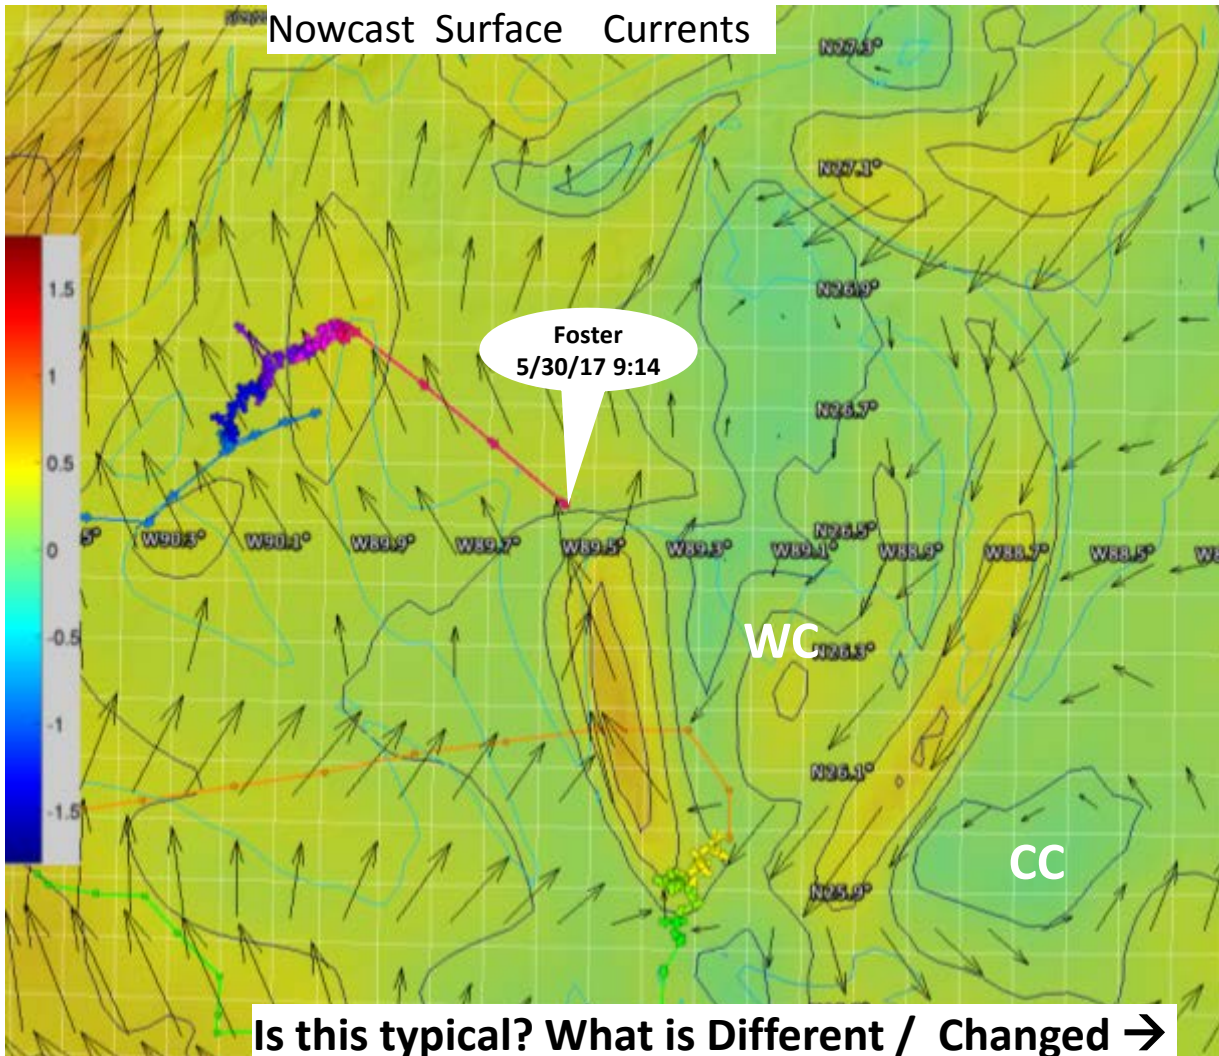 Nowcast Surface Currents
N27.3°
N27.1°
N26.9°
1.5
1
0.5
0
-0.5
-1
-1.5
Foster
5/30/17 9:14
N26.7°
N26.5°
W90.3°
W90.1°
W89.9°
W89.7°
W89.5°
W89.3°
W89.1°
W88.9°
W88.7°
W88.5°
WC
N26.3°
N26.1°
CC
N25.9°
Is this typical? What is Different / Changed →